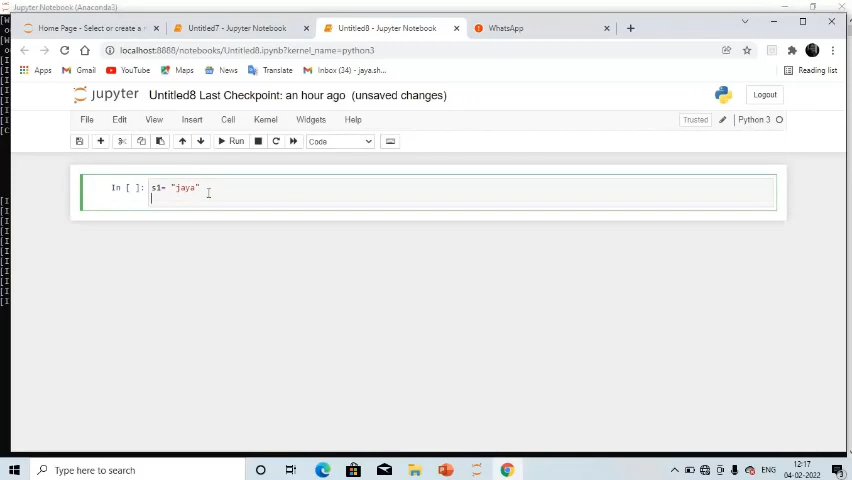 Jupyter Notebook (Anaconda3)
Home Page - Select or create a n
Untitled7 - Jupyter Notebook
Untitled8 - Jupyter Notebook
WhatsApp
localhost:8888/notebooks/Untitled8.ipynb?kernel_name=python3
Apps Gmail YouTube Maps News Translate Inbox (34) - jaya.sh... Reading list
jupyter Untitled8 Last Checkpoint: an hour ago (unsaved changes) Logout
File Edit View Insert Cell Kernel Widgets Help Trusted Python 3
Run Code
In [ ]: s1= "jaya"
Type here to search
ENG
12:17
04-02-2022